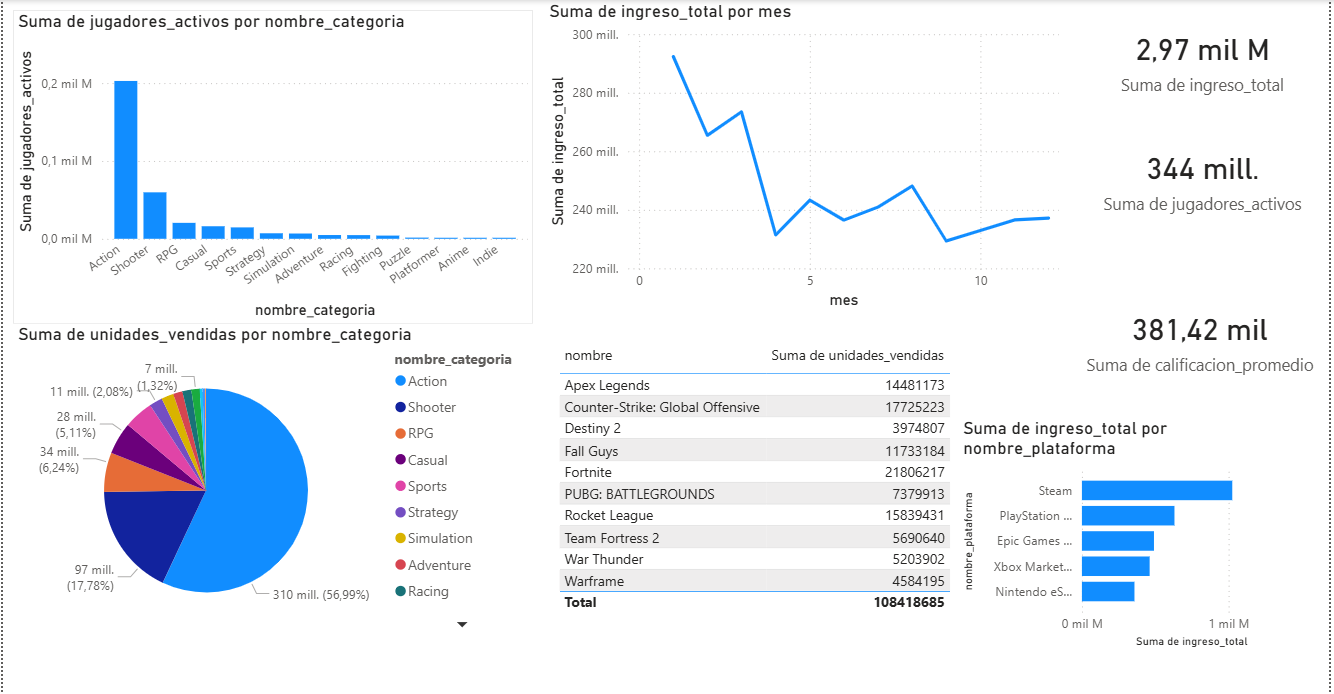 Suma de jugadores_activos por nombre_categoria
Suma de jugadores_activos
0,2 mil M
0,1 mil M
0,0 mil M
Action
Shooter
RPG
Casual
Sports
Strategy
Simulation
Adventure
Racing
Fighting
Puzzle
Platformer
Anime
Indie
nombre_categoria
Suma de ingreso_total por mes
Suma de ingreso_total
300 mill.
280 mill.
260 mill.
240 mill.
220 mill.
0
5
10
mes
2,97 mil M
Suma de ingreso_total
344 mill.
Suma de jugadores_activos
381,42 mil
Suma de calificacion_promedio
Suma de unidades_vendidas por nombre_categoria
7 mill.
(1,32%)
11 mill. (2,08%)
28 mill.
(5,11%)
34 mill.
(6,24%)
97 mill.
(17,78%)
310 mill. (56,99%)
nombre_categoria
Action
Shooter
RPG
Casual
Sports
Strategy
Simulation
Adventure
Racing
nombre Suma de unidades_vendidas
Apex Legends 14481173
Counter-Strike: Global Offensive 17725223
Destiny 2 3974807
Fall Guys 11733184
Fortnite 21806217
PUBG: BATTLEGROUNDS 7379913
Rocket League 15839431
Team Fortress 2 5690640
War Thunder 5203902
Warframe 4584195
Total 108418685
Suma de ingreso_total por
nombre_plataforma
nombre_plataforma
Steam
PlayStation ...
Epic Games ...
Xbox Market...
Nintendo eS...
0 mil M
1 mil M
Suma de ingreso_total